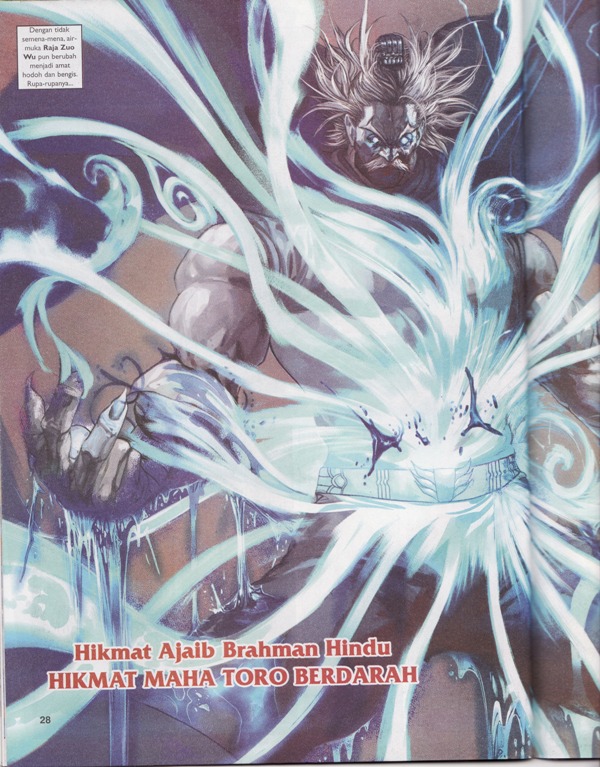 Dengan tidak
semena-mena, air-
muka Raja Zuo
Wu pun berubah
menjadi amat
hodoh dan bengis.
Rupa-rupanya...
Hikmat Ajaib Brahman Hindu
HIKMAT MAHA TORO BERDARAH
28